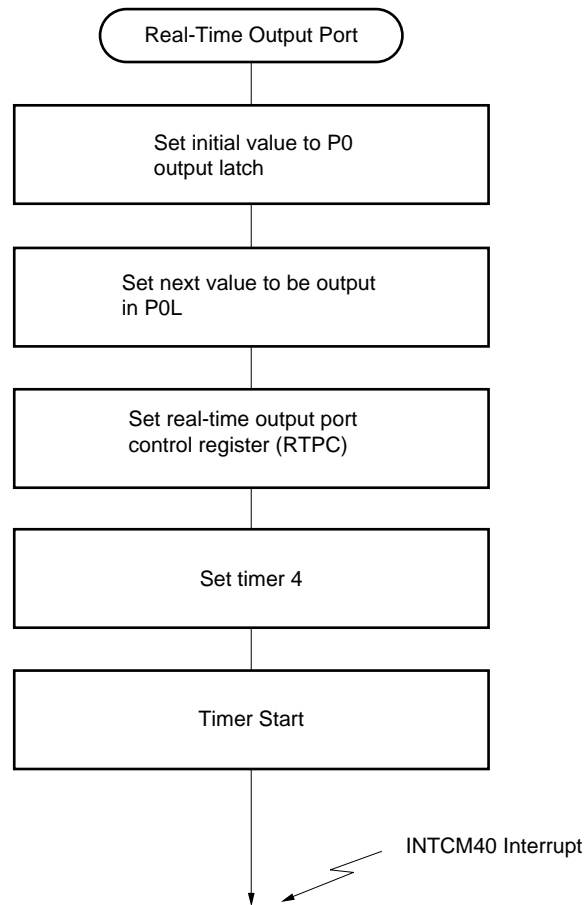 Real-Time Output Port
Set initial value to P0
output latch
Set next value to be output
in P0L
Set real-time output port
control register (RTPC)
Set timer 4
Timer Start
INTCM40 Interrupt